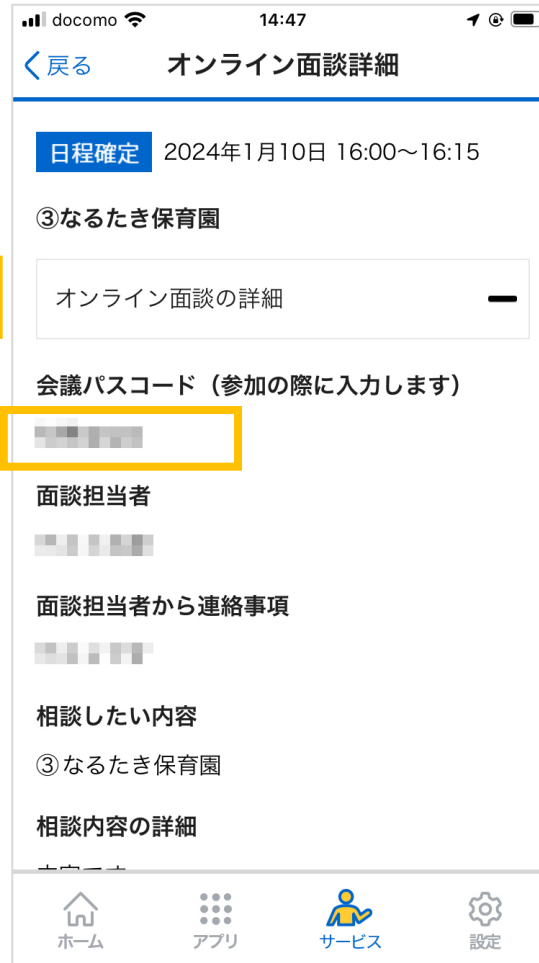 docomo 14:47
戻る オンライン面談詳細
日程確定 2024年1月10日 16:00〜16:15
③なるたき保育園
オンライン面談の詳細
会議パスコード（参加の際に入力します）
面談担当者
面談担当者から連絡事項
相談したい内容
③なるたき保育園
相談内容の詳細
ホーム アプリ サービス 設定